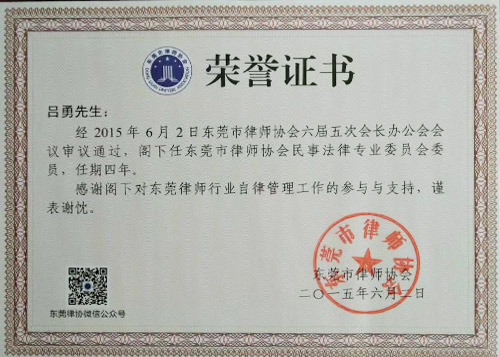 荣誉证书
吕勇先生：
经2015年6月2日东莞市律师协会六届五次会长办公会会
议审议通过，阁下任东莞市律师协会民事法律专业委员会委
员，任期四年。
感谢阁下对东莞律师行业自律管理工作的参与与支持，谨
表谢忱。
东莞市律师协会
东莞市律师协会
二〇一五年六月二日
东莞律协微信公众号